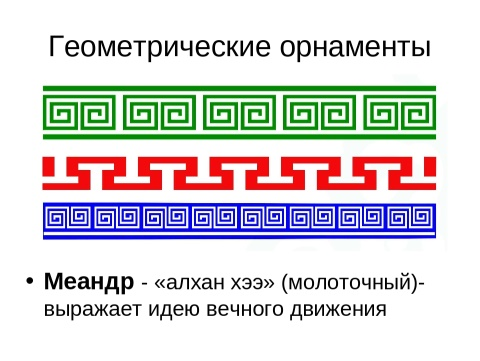 Геометрические орнаменты
• Меандр - «алхан хээ» (молоточный)-
выражает идею вечного движения